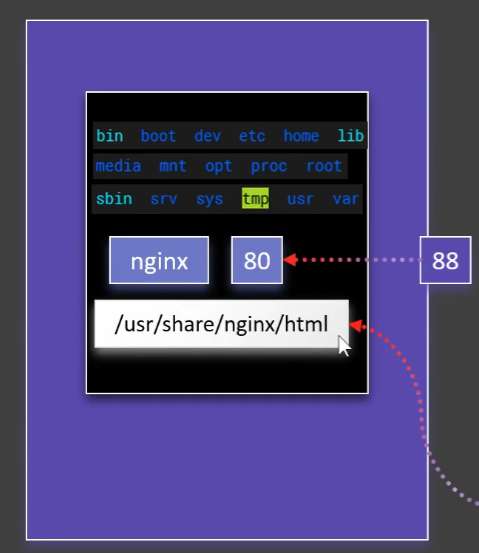 bin boot dev etc home lib
media mnt opt proc root
sbin srv sys tmp usr var
nginx 80 88
/usr/share/nginx/html